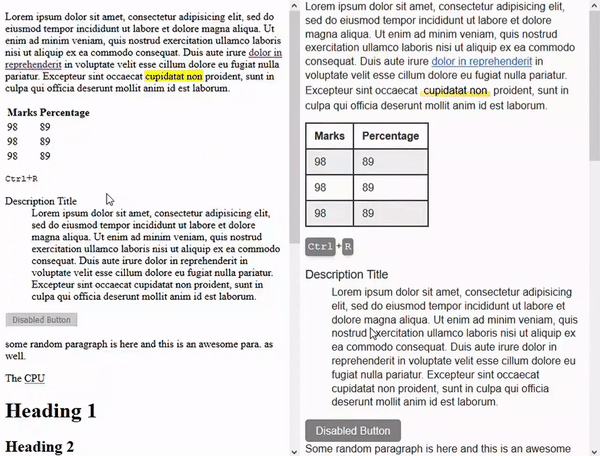 Lorem ipsum dolor sit amet, consectetur adipisicing elit, sed do
eiusmod tempor incididunt ut labore et dolore magna aliqua. Ut
enim ad minim veniam, quis nostrud exercitation ullamco laboris
nisi ut aliquip ex ea commodo consequat. Duis aute irure dolor in
reprehenderit in voluptate velit esse cillum dolore eu fugiat nulla
pariatur. Excepteur sint occaecat cupidatat non proident, sunt in
culpa qui officia deserunt mollit anim id est laborum.
Marks Percentage
98 89
98 89
98 89
Ctrl+R
Description Title
Lorem ipsum dolor sit amet, consectetur adipisicing elit,
sed do eiusmod tempor incididunt ut labore et dolore
magna aliqua. Ut enim ad minim veniam, quis nostrud
exercitation ullamco laboris nisi ut aliquip ex ea
commodo consequat. Duis aute irure dolor in
reprehenderit in voluptate velit esse cillum dolore eu
fugiat nulla pariatur. Excepteur sint occaecat
cupidatat non proident, sunt in culpa qui officia deserunt
mollit anim id est laborum.
Disabled Button
some random paragraph is here and this is an awesome para. as
well.
The CPU
Heading 1
Heading 2
Lorem ipsum dolor sit amet, consectetur adipisicing elit,
sed do eiusmod tempor incididunt ut labore et dolore
magna aliqua. Ut enim ad minim veniam, quis nostrud
exercitation ullamco laboris nisi ut aliquip ex ea commodo
consequat. Duis aute irure dolor in reprehenderit in
voluptate velit esse cillum dolore eu fugiat nulla pariatur.
Excepteur sint occaecat cupidatat non proident, sunt in
culpa qui officia deserunt mollit anim id est laborum.
Marks Percentage
98 89
98 89
98 89
Ctrl+R
Description Title
Lorem ipsum dolor sit amet, consectetur adipisicing
elit, sed do eiusmod tempor incididunt ut labore et
dolore magna aliqua. Ut enim ad minim veniam, quis
nostrud exercitation ullamco laboris nisi ut aliquip ex
ea commodo consequat. Duis aute irure dolor in
reprehenderit in voluptate velit esse cillum dolore eu
fugiat nulla pariatur. Excepteur sint occaecat
cupidatat non proident, sunt in culpa qui officia
deserunt mollit anim id est laborum.
Disabled Button
Some random paragraph is here and this is an awesome